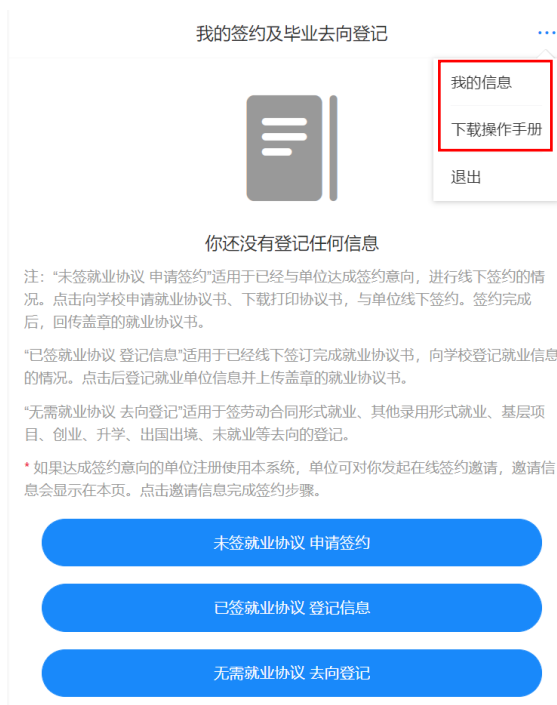 我的签约及毕业去向登记
我的信息
下载操作手册
退出
你还没有登记任何信息
注：“未签就业协议 申请签约”适用于已经与单位达成签约意向，进行线下签约的情
况。点击向学校申请就业协议书、下载打印协议书，与单位线下签约。签约完成
后，回传盖章的就业协议书。
“已签就业协议 登记信息”适用于已经线下签订完成就业协议书，向学校登记就业信息
的情况。点击后登记就业单位信息并上传盖章的就业协议书。
“无需就业协议 去向登记”适用于签劳动合同形式就业、其他录用形式就业、基层项
目、创业、升学、出国出境、未就业等去向的登记。
* 如果达成签约意向的单位注册使用本系统，单位可对你发起在线签约邀请，邀请信
息会显示在本页。点击邀请信息完成签约步骤。
未签就业协议 申请签约
已签就业协议 登记信息
无需就业协议 去向登记